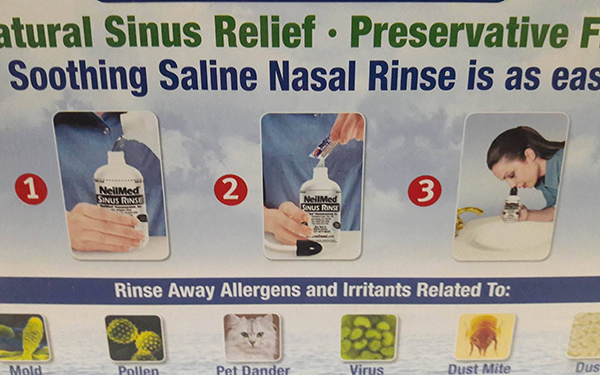 atural Sinus Relief · Preservative F
Soothing Saline Nasal Rinse is as eas
1
NeilMed
SINUS RINSE
2
NeilMed
SINUS RINSE
3
Rinse Away Allergens and Irritants Related To:
Mold Pollen Pet Dander Virus Dust Mite Dus